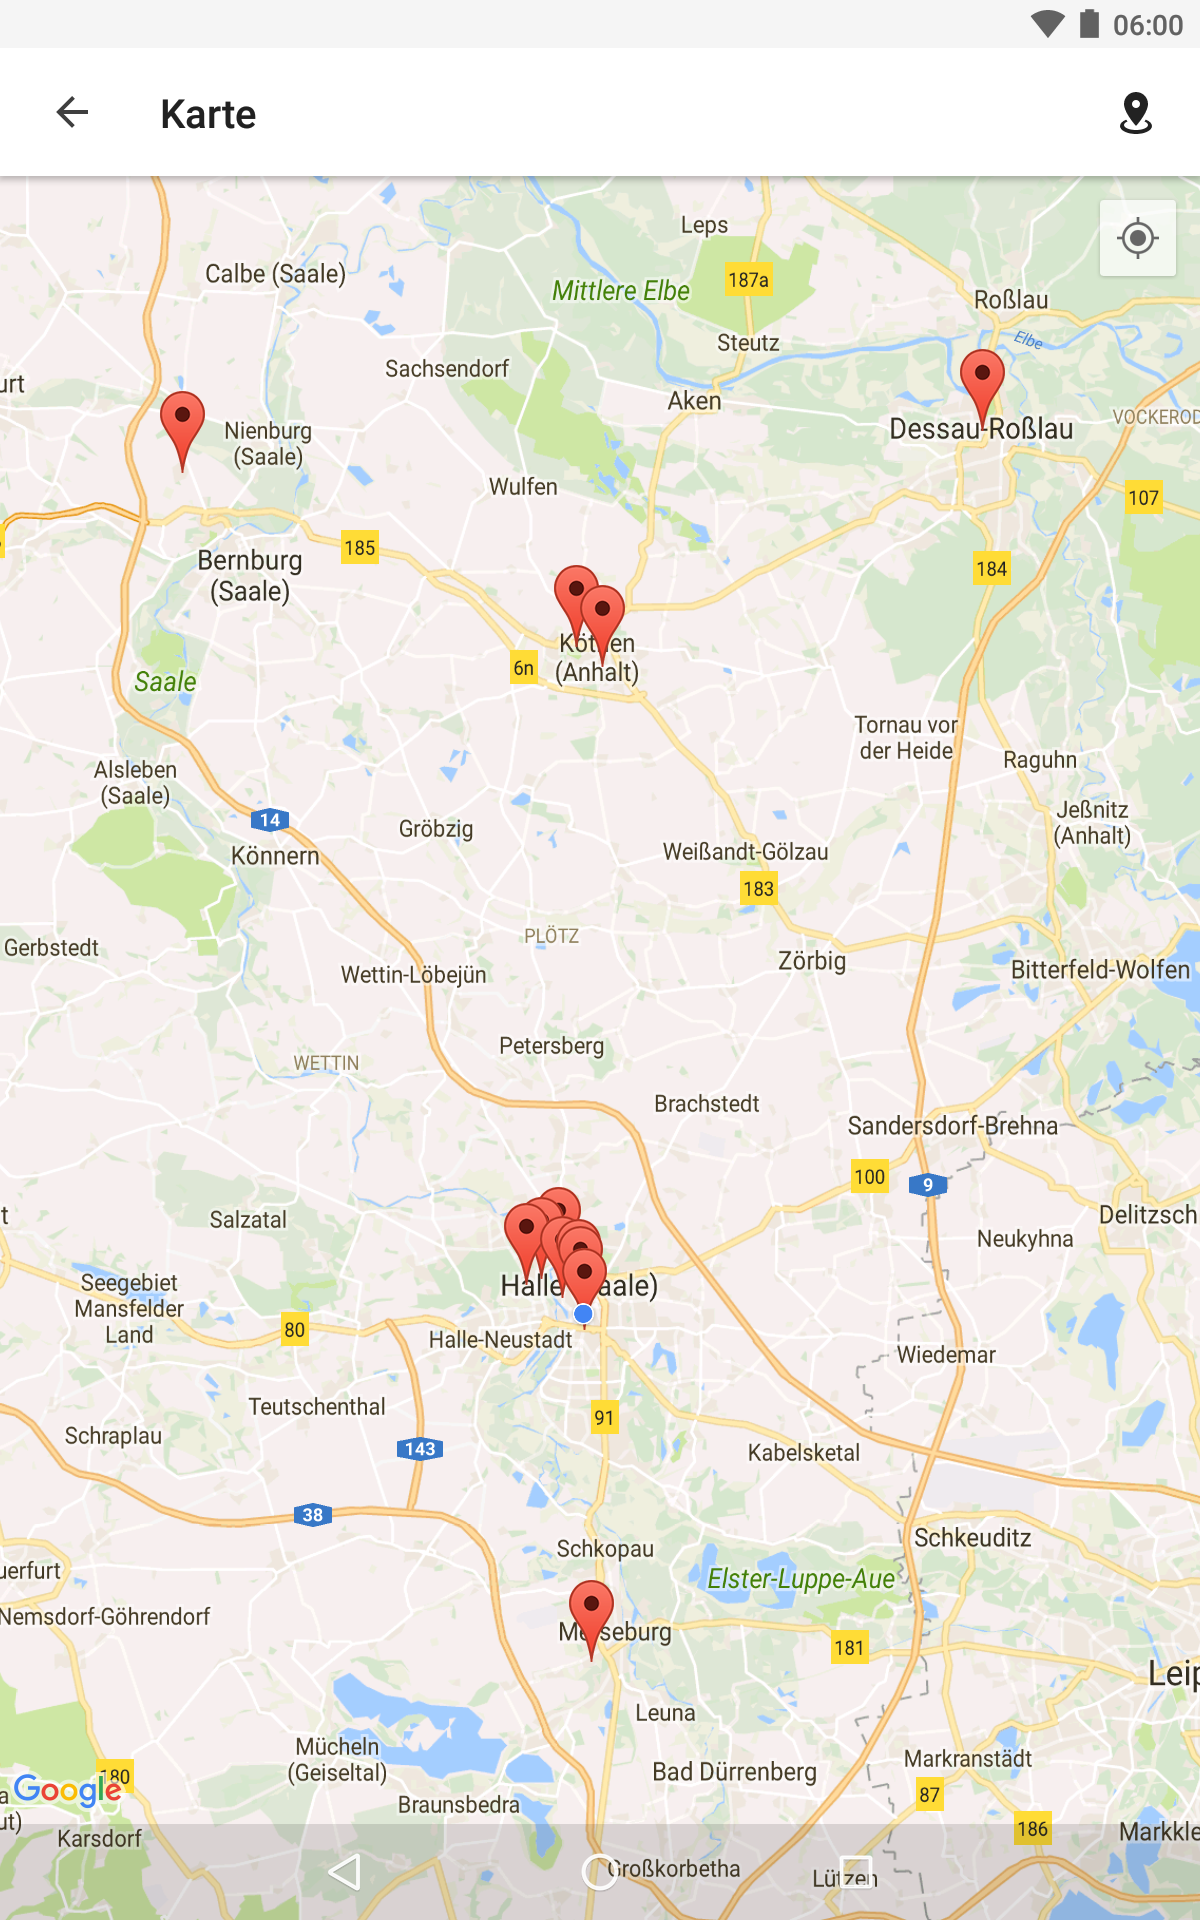 06:00
Karte
Leps
Calbe (Saale)
187a
Mittlere Elbe
Roßlau
Elbe
Steutz
Sachsendorf
Aken
VOCKEROD
Nienburg
(Saale)
Dessau-Roßlau
Wulfen
107
185
Bernburg
(Saale)
184
Köthen
(Anhalt)
6n
Saale
Tornau vor
der Heide
Raguhn
Alsleben
(Saale)
Jeßnitz
(Anhalt)
14
Gröbzig
Könnern
Weißandt-Gölzau
183
PLÖTZ
Gerbstedt
Zörbig
Wettin-Löbejün
Bitterfeld-Wolfen
Petersberg
WETTIN
Brachstedt
Sandersdorf-Brehna
100
9
Salzatal
Delitzsch
Neukyhna
Seegebiet
Mansfelder
Land
Halle (Saale)
80
Halle-Neustadt
Wiedemar
Teutschenthal
91
Schraplau
143
Kabelsketal
38
Schkopau
Schkeuditz
uerfurt
Elster-Luppe-Aue
Nemsdorf-Göhrendorf
Merseburg
181
Leip
Leuna
Mücheln
(Geiseltal)
Markranstädt
Bad Dürrenberg
180
Google
87
Braunsbedra
186
Markkle
Karsdorf
Großkorbetha
Lützen